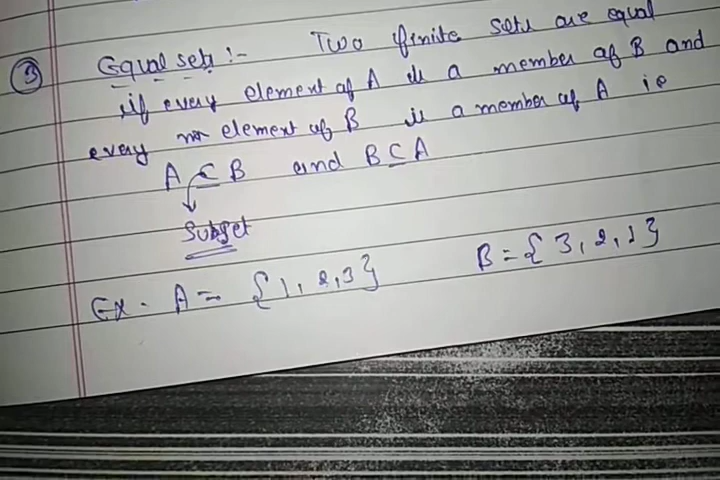 ③ Equal sets :- Two finite sets are equal
if every element of A is a member of B and
every element of B is a member of A i.e
A ⊆ B and B ⊆ A
Subset
Ex - A = {1, 2, 3} B = {3, 2, 1}